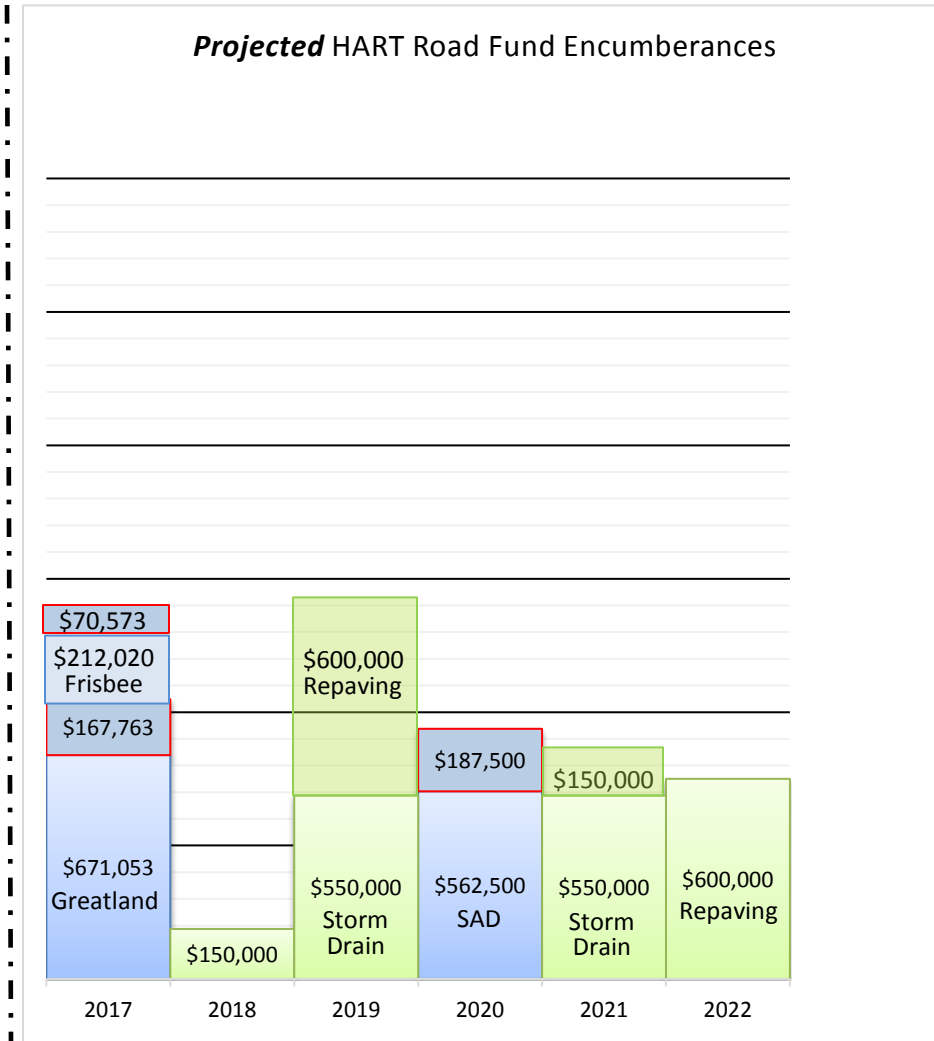 Projected HART Road Fund Encumberances
$70,573
$212,020
Frisbee
$167,763
$671,053
Greatland
$150,000
$600,000
Repaving
$550,000
Storm
Drain
$187,500
$562,500
SAD
$150,000
$550,000
Storm
Drain
$600,000
Repaving
2017 2018 2019 2020 2021 2022